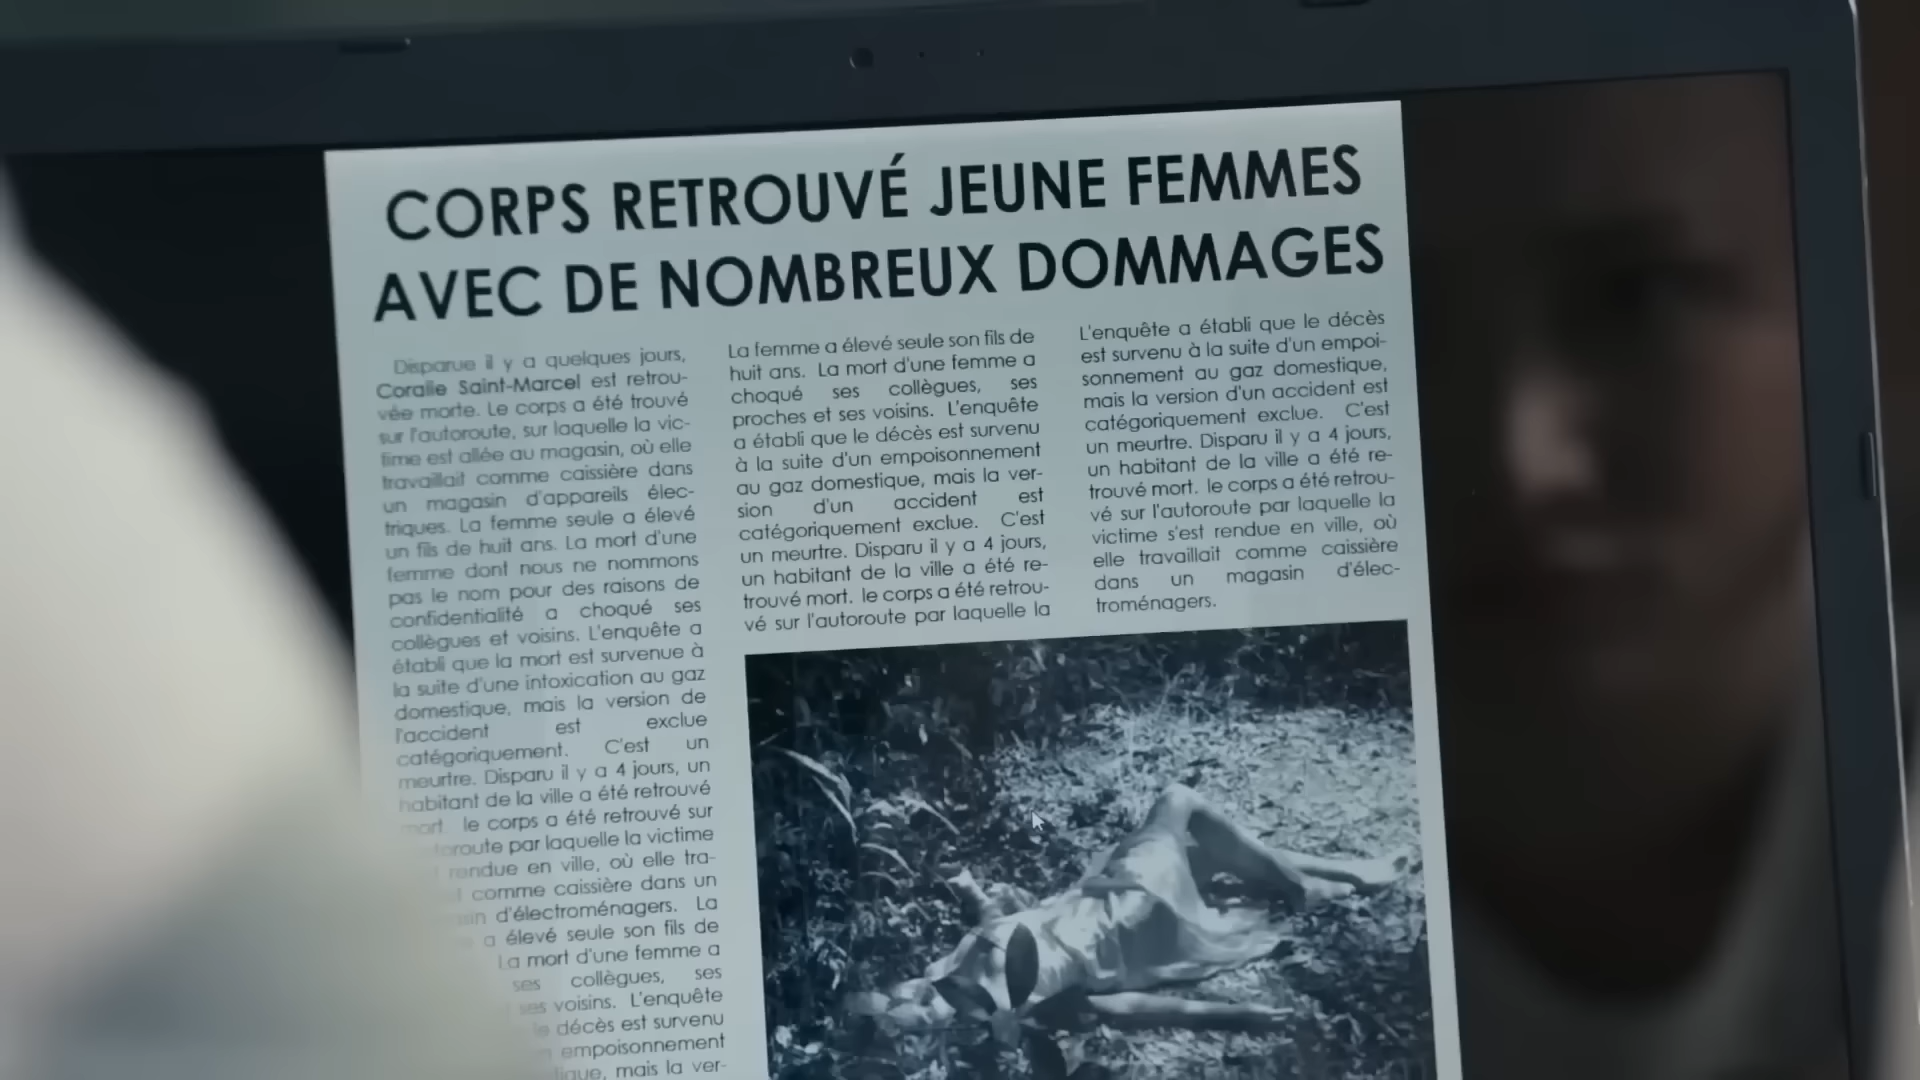 CORPS RETROUVÉ JEUNE FEMMES
AVEC DE NOMBREUX DOMMAGES
Disparue il y a quelques jours,
Coralie Saint-Marcel est retrou-
vée morte. Le corps a été trouvé
sur l'autoroute, sur laquelle la vic-
time est allée au magasin, où elle
travaillait comme caissière dans
un magasin d'appareils élec-
triques. La femme seule a élevé
un fils de huit ans. La mort d'une
femme dont nous ne nommons
pas le nom pour des raisons de
confidentialité a choqué ses
collègues et voisins. L'enquête a
établi que la mort est survenue à
la suite d'une intoxication au gaz
domestique, mais la version de
l'accident est exclue
catégoriquement. C'est un
meurtre. Disparu il y a 4 jours, un
habitant de la ville a été retrouvé
mort. le corps a été retrouvé sur
par laquelle la victime
rendue en ville, où elle tra-
comme caissière dans un
d'électroménagers. La
a élevé seule son fils de
La mort d'une femme a
ses collègues, ses
ses voisins. L'enquête
décès est survenu
empoisonnement
mais la ver-
La femme a élevé seule son fils de
huit ans. La mort d'une femme a
choqué ses collègues, ses
proches et ses voisins. L'enquête
a établi que le décès est survenu
à la suite d'un empoisonnement
au gaz domestique, mais la ver-
sion d'un accident est
catégoriquement exclue. C'est
un meurtre. Disparu il y a 4 jours,
un habitant de la ville a été re-
trouvé mort. le corps a été retrou-
vé sur l'autoroute par laquelle la
L'enquête a établi que le décès
est survenu à la suite d'un empoi-
sonnement au gaz domestique,
mais la version d'un accident est
catégoriquement exclue. C'est
un meurtre. Disparu il y a 4 jours,
un habitant de la ville a été re-
trouvé mort. le corps a été retrou-
vé sur l'autoroute par laquelle la
victime s'est rendue en ville, où
elle travaillait comme caissière
dans un magasin d'élec-
troménagers.